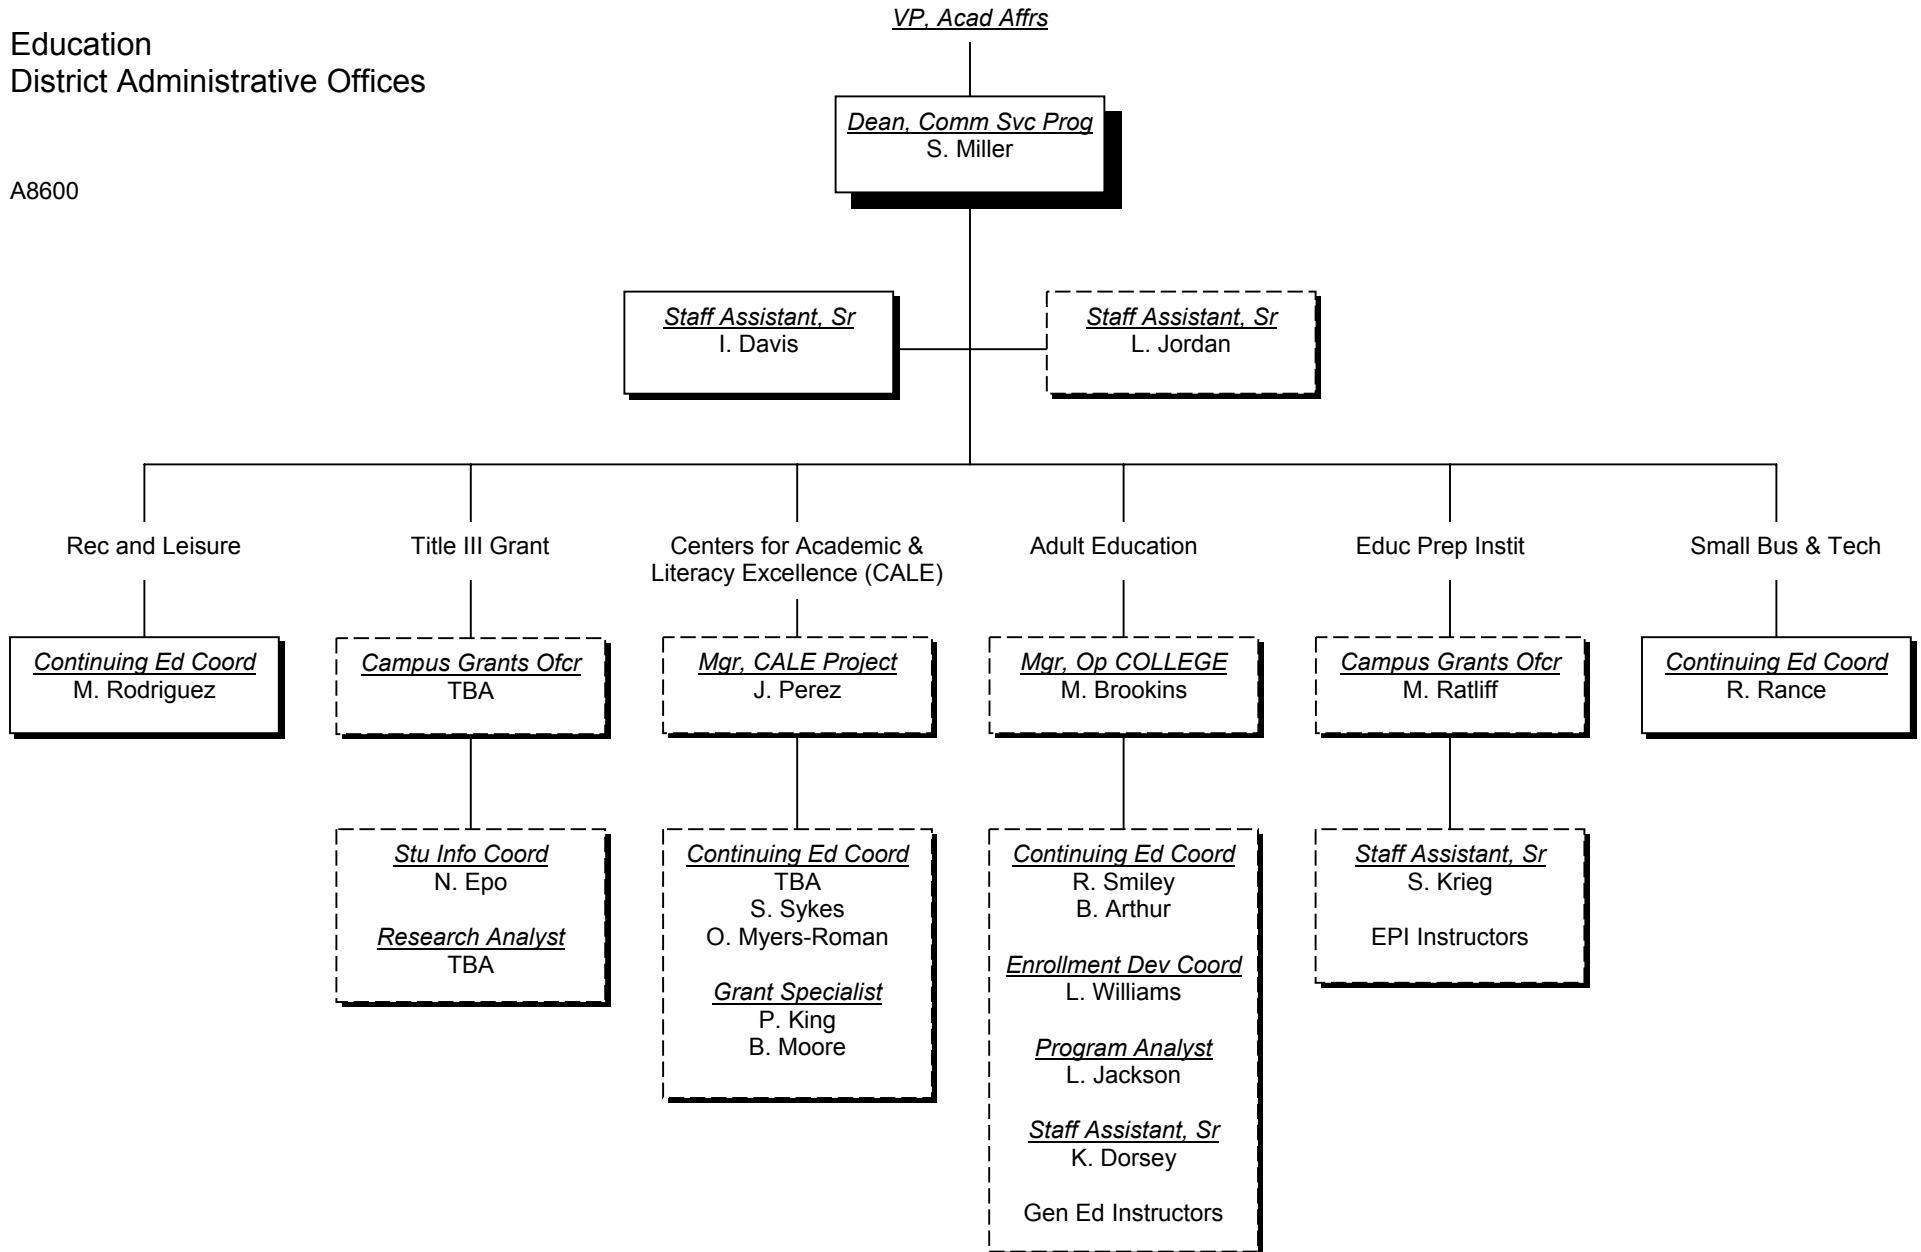 VP, Acad Affrs
Education
District Administrative Offices
Dean, Comm Svc Prog
S. Miller
A8600
Staff Assistant, Sr
I. Davis
Staff Assistant, Sr
L. Jordan
Rec and Leisure
Title III Grant
Centers for Academic &
Literacy Excellence (CALE)
Adult Education
Educ Prep Instit
Small Bus & Tech
Continuing Ed Coord
M. Rodriguez
Campus Grants Ofcr
TBA
Mgr, CALE Project
J. Perez
Mgr, Op COLLEGE
M. Brookins
Campus Grants Ofcr
M. Ratliff
Continuing Ed Coord
R. Rance
Stu Info Coord
N. Epo
Research Analyst
TBA
Continuing Ed Coord
TBA
S. Sykes
O. Myers-Roman
Grant Specialist
P. King
B. Moore
Continuing Ed Coord
R. Smiley
B. Arthur
Enrollment Dev Coord
L. Williams
Program Analyst
L. Jackson
Staff Assistant, Sr
K. Dorsey
Gen Ed Instructors
Staff Assistant, Sr
S. Krieg
EPI Instructors